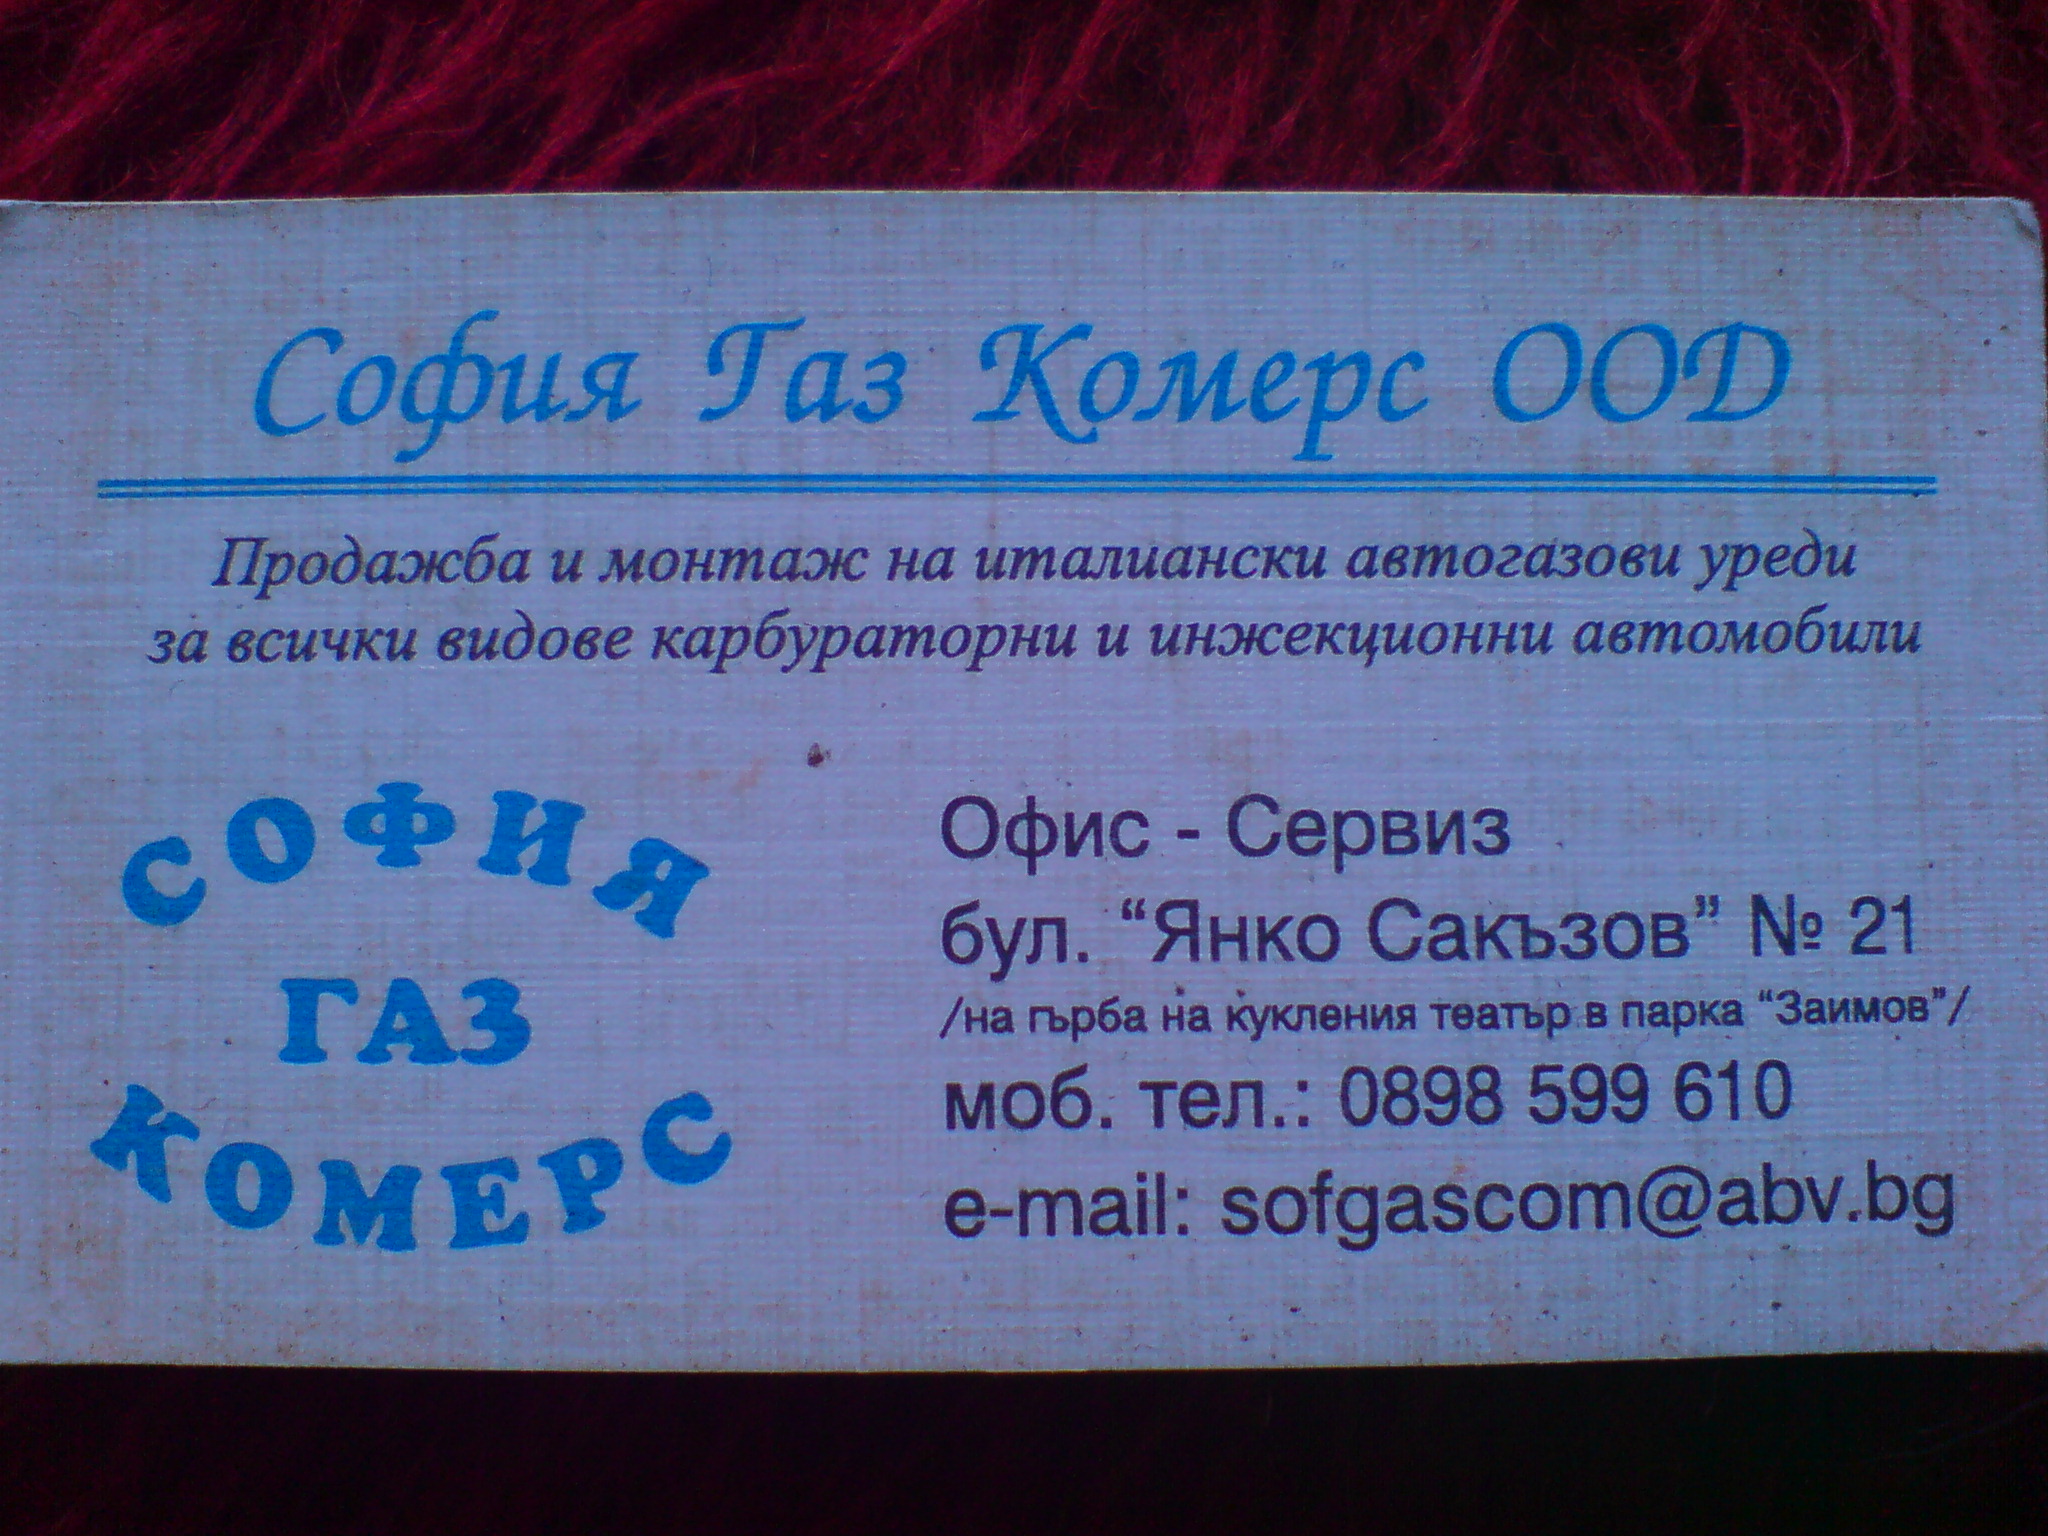 София Газ Комерс ООД
Продажба и монтаж на италиански автогазови уреди
за всички видове карбураторни и инжекционни автомобили
СОФИЯ
ГАЗ
КОМЕРС
Офис - Сервиз
бул. “Янко Сакъзов” № 21
/на гърба на кукления театър в парка “Заимов”/
моб. тел.: 0898 599 610
e-mail: sofgascom@abv.bg